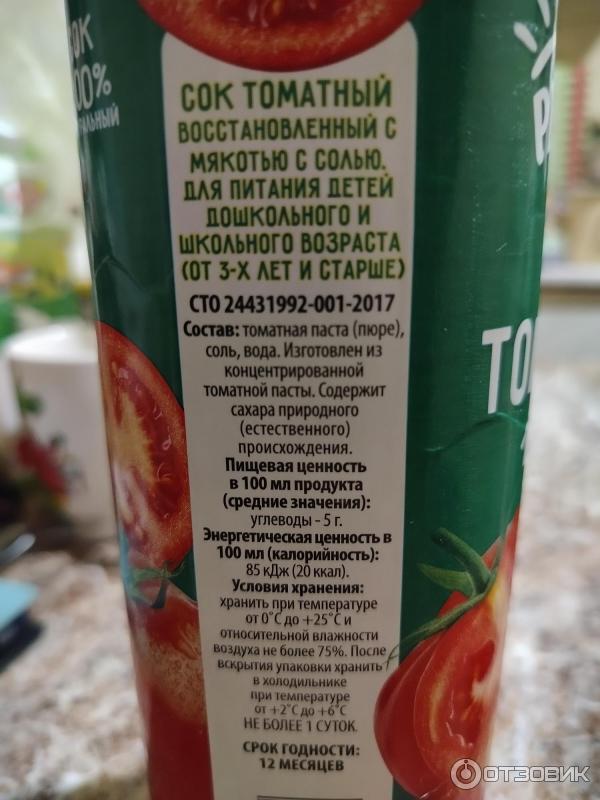 СОК ТОМАТНЫЙ
ВОССТАНОВЛЕННЫЙ С
МЯКОТЬЮ С СОЛЬЮ.
ДЛЯ ПИТАНИЯ ДЕТЕЙ
ДОШКОЛЬНОГО И
ШКОЛЬНОГО ВОЗРАСТА
(ОТ 3-Х ЛЕТ И СТАРШЕ)
СТО 24431992-001-2017
Состав: томатная паста (пюре),
соль, вода. Изготовлен из
концентрированной
томатной пасты. Содержит
сахара природного
(естественного)
происхождения.
Пищевая ценность
в 100 мл продукта
(средние значения):
углеводы - 5 г.
Энергетическая ценность в
100 мл (калорийность):
85 кДж (20 ккал).
Условия хранения:
хранить при температуре
от 0˚С до +25˚С и
относительной влажности
воздуха не более 75%. После
вскрытия упаковки хранить
в холодильнике
при температуре
от +2˚С до +6˚С
НЕ БОЛЕЕ 1 СУТОК.
СРОК ГОДНОСТИ:
12 МЕСЯЦЕВ
ОТЗОВИК